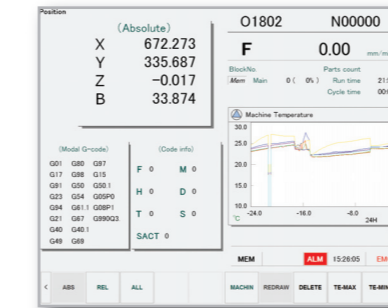 Position
(Absolute)
X 672.273
Y 335.687
Z -0.017
B 33.874
(Modal G-code)
G01 G80 G97
G17 G98 G15
G91 G50 G50.1
G23 G54 G05P0
G94 G61.1 G08P1
G21 G67 G990Q3
G40 G40.1
G49 G69
(Code info)
F 0 M 0
H 0 D 0
T 0 S 0
SACT 0
O1802 N00000
F 0.00
BlockNo. Parts count
Mem Main 0 ( 0% ) Run time
Cycle time
Machine Temperature
30.0
25.0
20.0
15.0
10.0
°C -24.0 -16.0 -8.0
24H
MEM ALM 15:26:05
< ABS REL ALL MACHIN REDRAW DELETE TE-MAX TE-MIN